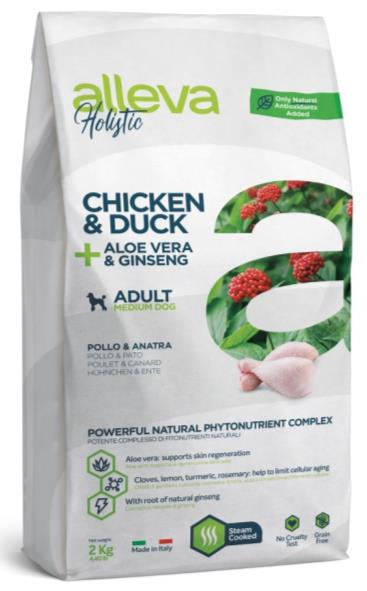 alleva
Holistic
Only Natural
Antioxidants
Added
CHICKEN
& DUCK
+ ALOE VERA
& GINSENG
ADULT
MEDIUM DOG
POLLO & ANATRA
POLLO & PATO
POULET & CANARD
HÜHNCHEN & ENTE
POWERFUL NATURAL PHYTONUTRIENT COMPLEX
POTENTE COMPLESSO DI FITONUTRIENTI NATURALI
Aloe vera: supports skin regeneration
Cloves, lemon, turmeric, rosemary: help to limit cellular aging
With root of natural ginseng
Net weight
2 Kg
4,40 lb
Made in Italy
Steam
Cooked
No Cruelty
Test
Grain
Free